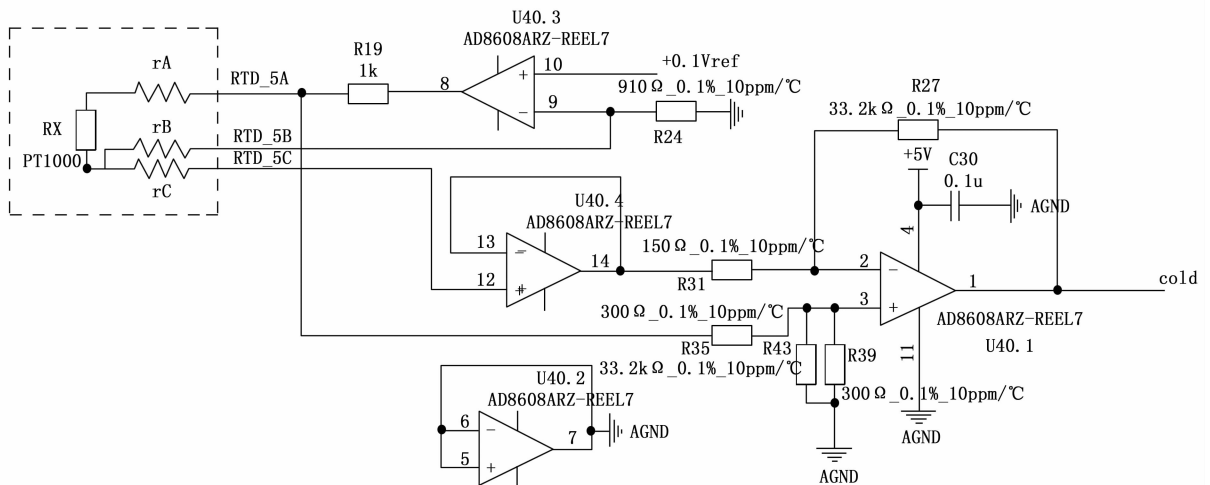 U40.3
AD8608ARZ-REEL7
rA
RTD_5A
R19
1k
8
10
+
+0.1Vref
910Ω_0.1%_10ppm/℃
9
−
R24
R27
33.2kΩ_0.1%_10ppm/℃
RX
PT1000
rB
RTD_5B
RTD_5C
rC
+5V
C30
0.1u
AGND
4
U40.4
AD8608ARZ-REEL7
13
−
12
+
14
150Ω_0.1%_10ppm/℃
R31
2
−
3
+
1
cold
300Ω_0.1%_10ppm/℃
R35
R43
R39
33.2kΩ_0.1%_10ppm/℃
11
AD8608ARZ-REEL7
U40.1
300Ω_0.1%_10ppm/℃
AGND
AGND
U40.2
AD8608ARZ-REEL7
6
−
5
+
7
AGND